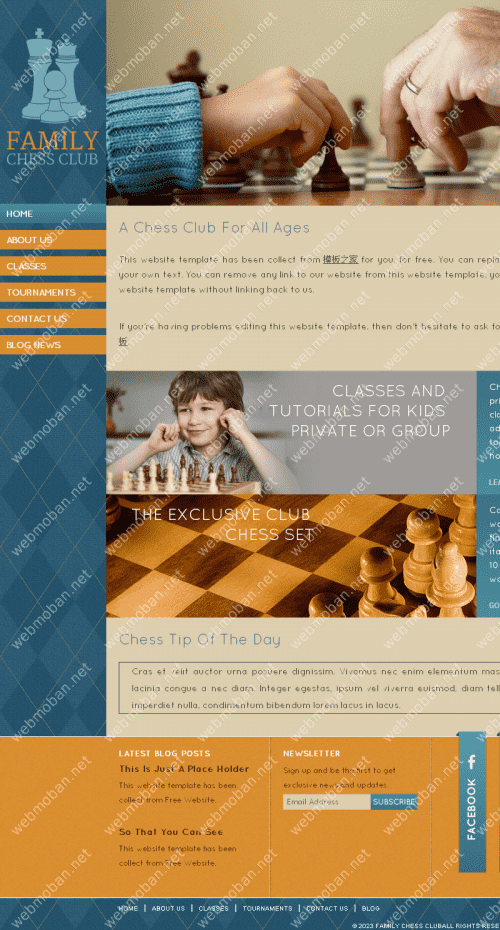 FAMILY
CHESS CLUB
HOME
ABOUT US
CLASSES
TOURNAMENTS
CONTACT US
BLOG NEWS
A Chess Club For All Ages
This website template has been collect from 模板之家 for you, for free. You can repla
your own text. You can remove any link to our website from this website template, yo
website template without linking back to us.
If you're having problems editing this website template, then don't hesitate to ask fo
板.
CLASSES AND
TUTORIALS FOR KIDS
PRIVATE OR GROUP
Ch
pri
cla
ad
to
ho
LEA
THE EXCLUSIVE CLUB
CHESS SET
Co
wo
10
wo
GO
Chess Tip Of The Day
Cras et velit auctor urna posuere dignissim. Vivamus nec enim elementum mas
lacinia congue a nec diam. Integer egestas, ipsum vel viverra euismod, diam tell
imperdiet nulla, condimentum bibendum lorem lacus in lacus.
LATEST BLOG POSTS
This Is Just A Place Holder
This website template has been
collect from Free Website.
So That You Can See
This website template has been
collect from Free Website.
NEWSLETTER
Sign up and be the first to get
exclusive news and updates.
Email Address SUBSCRIBE
FACEBOOK f
HOME | ABOUT US | CLASSES | TOURNAMENTS | CONTACT US | BLOG
© 2023 FAMILY CHESS CLUBALL RIGHTS RESE
webmoban.net